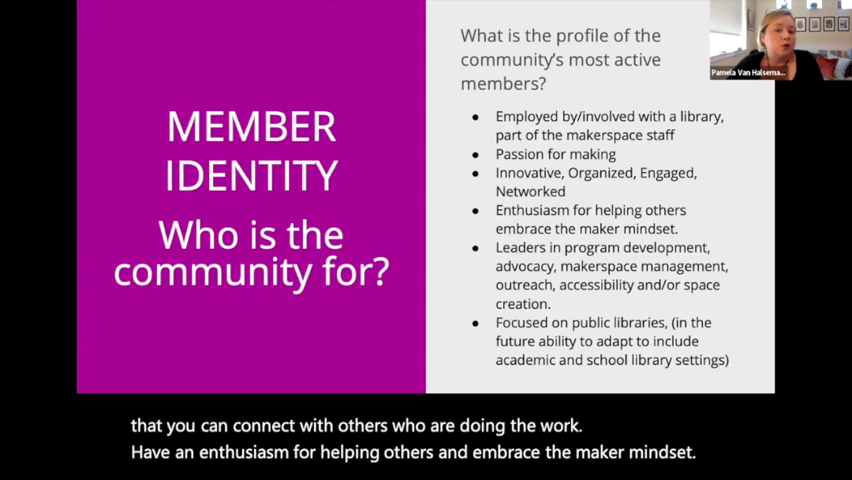 MEMBER
IDENTITY
Who is the
community for?
What is the profile of the
community's most active
members?
• Employed by/involved with a library,
part of the makerspace staff
• Passion for making
• Innovative, Organized, Engaged,
Networked
• Enthusiasm for helping others
embrace the maker mindset.
• Leaders in program development,
advocacy, makerspace management,
outreach, accessibility and/or space
creation.
• Focused on public libraries, (in the
future ability to adapt to include
academic and school library settings)
Pamela Van Halsema...
that you can connect with others who are doing the work.
Have an enthusiasm for helping others and embrace the maker mindset.